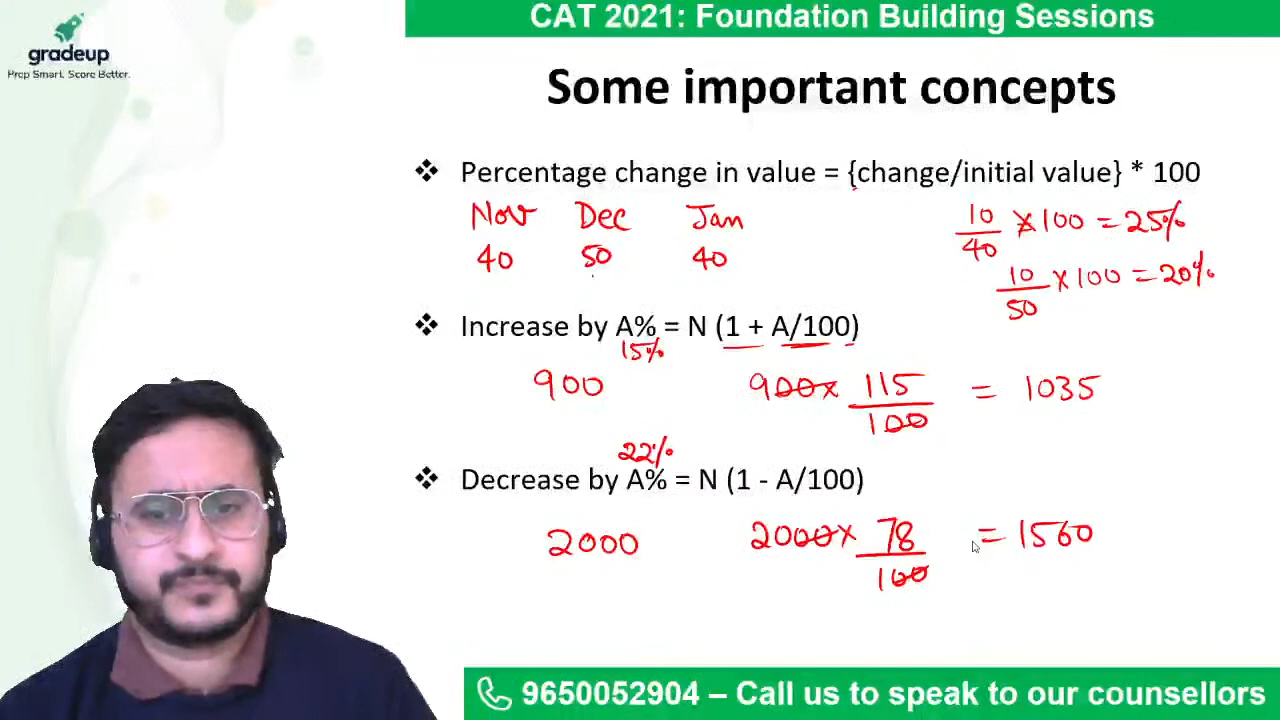 CAT 2021: Foundation Building Sessions
gradeup
Prep Smart. Score Better.
Some important concepts
❖ Percentage change in value = {change/initial value} * 100
Nov Dec Jan
40 50 40
10/40 × 100 = 25%
10/50 × 100 = 20%
❖ Increase by A% = N (1 + A/100)
15%
900 900 × 115/100 = 1035
22%
❖ Decrease by A% = N (1 - A/100)
2000 2000 × 78/100 = 1560
9650052904 – Call us to speak to our counsellors